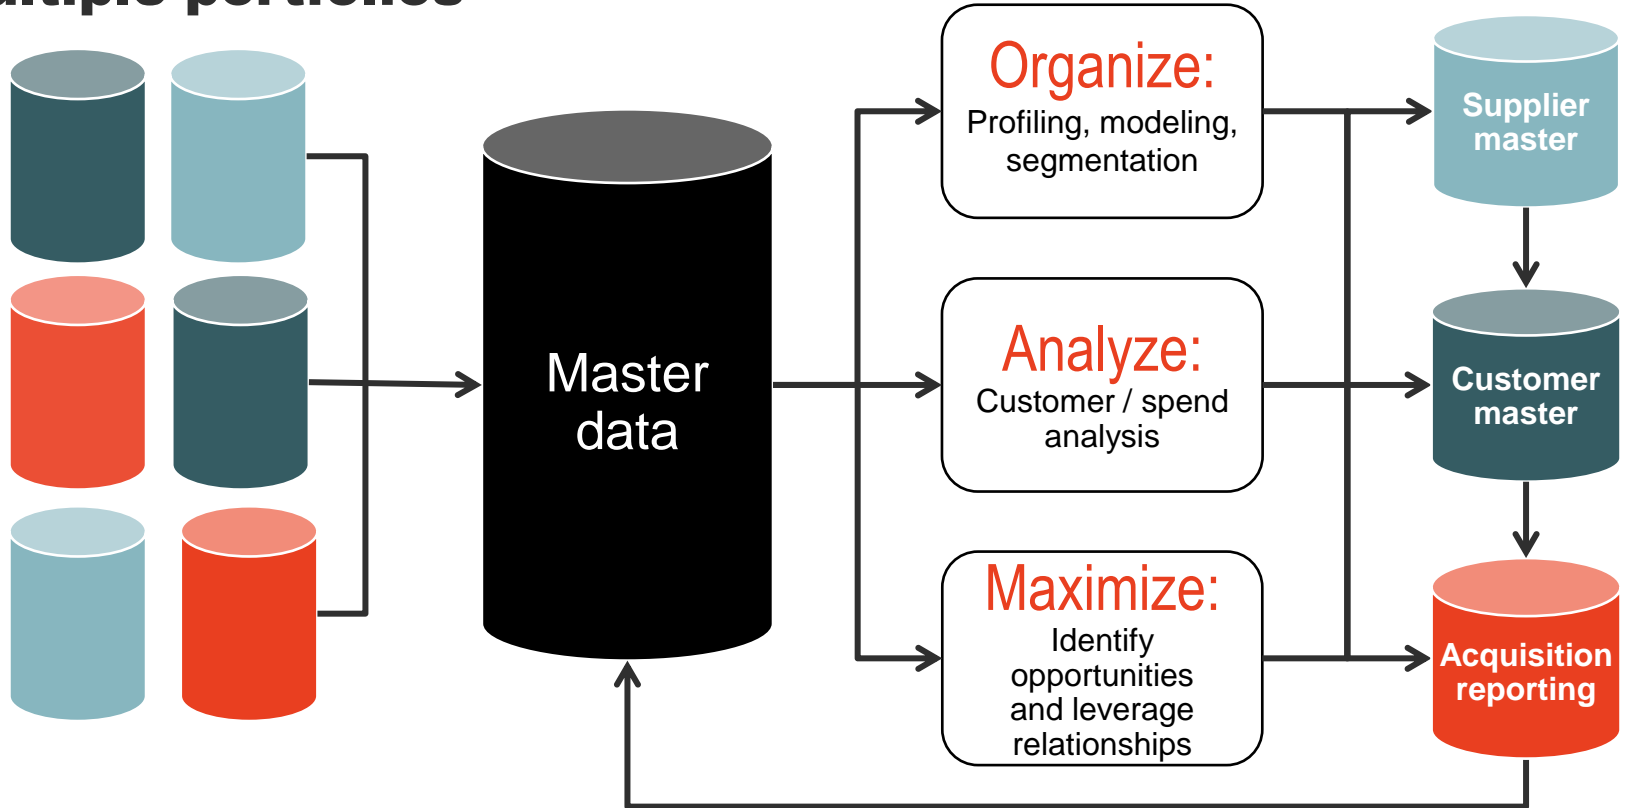 Organize:
Profiling, modeling,
segmentation
Supplier
master
Master
data
Analyze:
Customer / spend
analysis
Customer
master
Maximize:
Identify
opportunities
and leverage
relationships
Acquisition
reporting